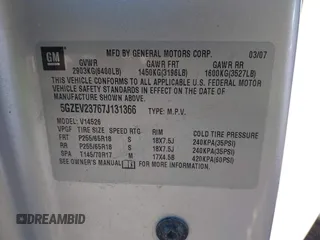 GM
MFD BY GENERAL MOTORS CORP. 03/07
GVWR GAWR FRT GAWR RR
2903KG(6400LB) 1450KG(3196LB) 1600KG(3527LB)
THIS VEHICLE CONFORMS TO ALL APPLICABLE U.S.
FEDERAL MOTOR VEHICLE SAFETY, BUMPER, AND
THEFT PREVENTION STANDARDS IN EFFECT ON THE
DATE OF MANUFACTURE SHOWN ABOVE.
5GZEV23767J131366 TYPE: M.P.V.
MODEL: V14526
TIRE SIZE SPEED RTG RIM COLD TIRE PRESSURE
FRT P255/65R18 S 18X7.5J 240KPA(35PSI)
RR P255/65R18 S 18X7.5J 240KPA(35PSI)
SPA T145/70R17 M 17X4.5B 420KPA(60PSI)
SEE OWNER'S MANUAL FOR MORE INFORMATION.
DREAMBID